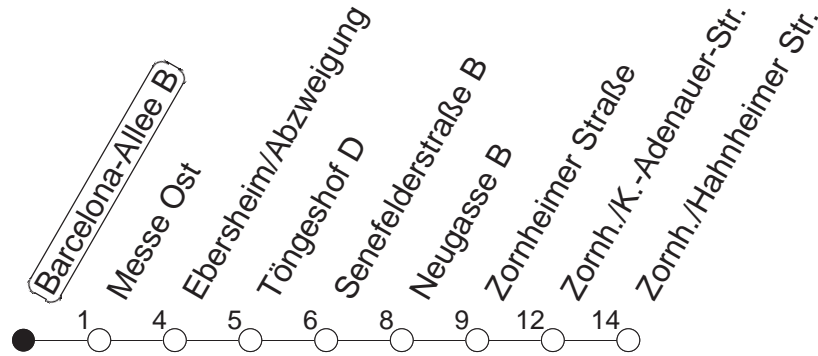 Barcelona-Allee B
Messe Ost
Ebersheim/Abzweigung
Töngeshof D
Senefelderstraße B
Neugasse B
Zornheimer Straße
Zornh./K.-Adenauer-Str.
Zornh./Hahnheimer Str.
1 4 5 6 8 9 12 14